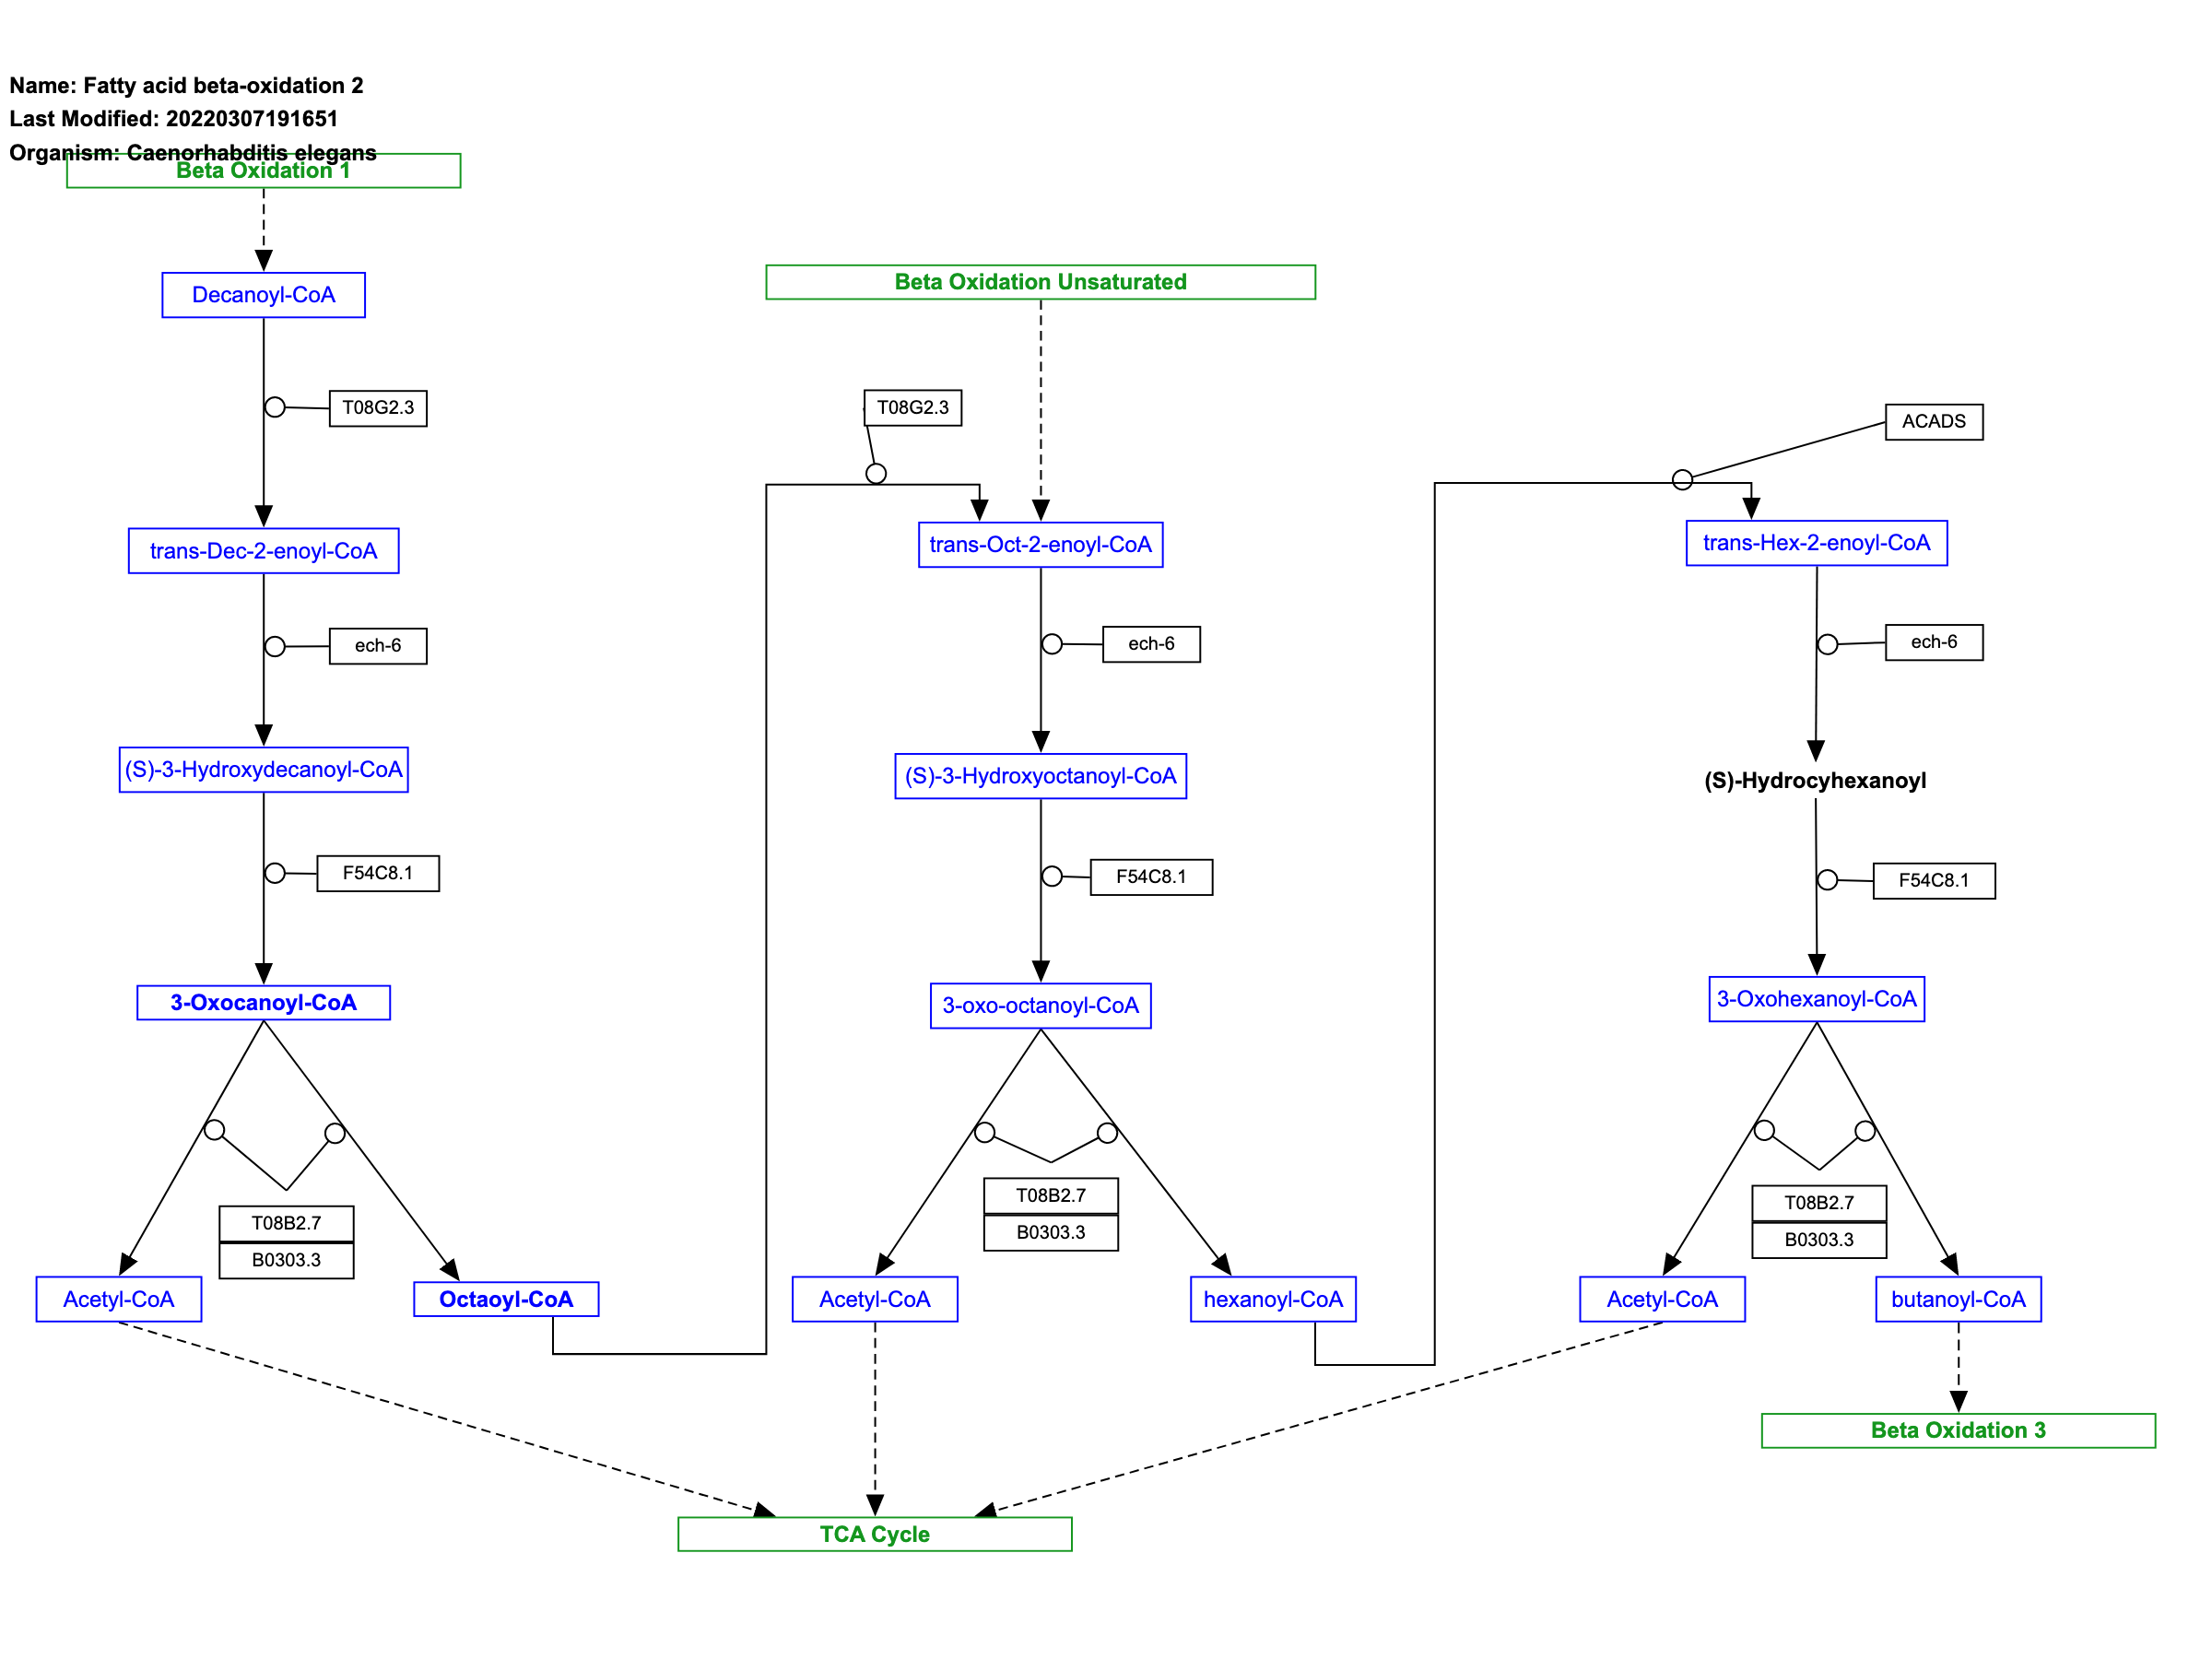 Name: Fatty acid beta-oxidation 2
Last Modified: 20220307191651
Organism: Caenorhabditis elegans
Beta Oxidation 1
Decanoyl-CoA
T08G2.3
trans-Dec-2-enoyl-CoA
ech-6
(S)-3-Hydroxydecanoyl-CoA
F54C8.1
3-Oxocanoyl-CoA
T08B2.7
B0303.3
Acetyl-CoA
Octaoyl-CoA
Beta Oxidation Unsaturated
T08G2.3
trans-Oct-2-enoyl-CoA
ech-6
(S)-3-Hydroxyoctanoyl-CoA
F54C8.1
3-oxo-octanoyl-CoA
T08B2.7
B0303.3
Acetyl-CoA
hexanoyl-CoA
ACADS
trans-Hex-2-enoyl-CoA
ech-6
(S)-Hydrocyhexanoyl
F54C8.1
3-Oxohexanoyl-CoA
T08B2.7
B0303.3
Acetyl-CoA
butanoyl-CoA
Beta Oxidation 3
TCA Cycle